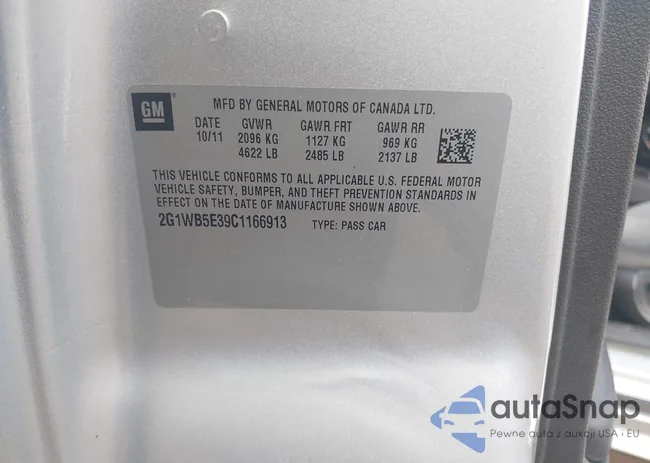 GM
MFD BY GENERAL MOTORS OF CANADA LTD.
DATE GVWR GAWR FRT GAWR RR
10/11 2096 KG 1127 KG 969 KG
4622 LB 2485 LB 2137 LB
THIS VEHICLE CONFORMS TO ALL APPLICABLE U.S. FEDERAL MOTOR
VEHICLE SAFETY, BUMPER, AND THEFT PREVENTION STANDARDS IN
EFFECT ON THE DATE OF MANUFACTURE SHOWN ABOVE.
2G1WB5E39C1166913 TYPE: PASS CAR
autaSnap
Pewne auta z aukcji USA i EU